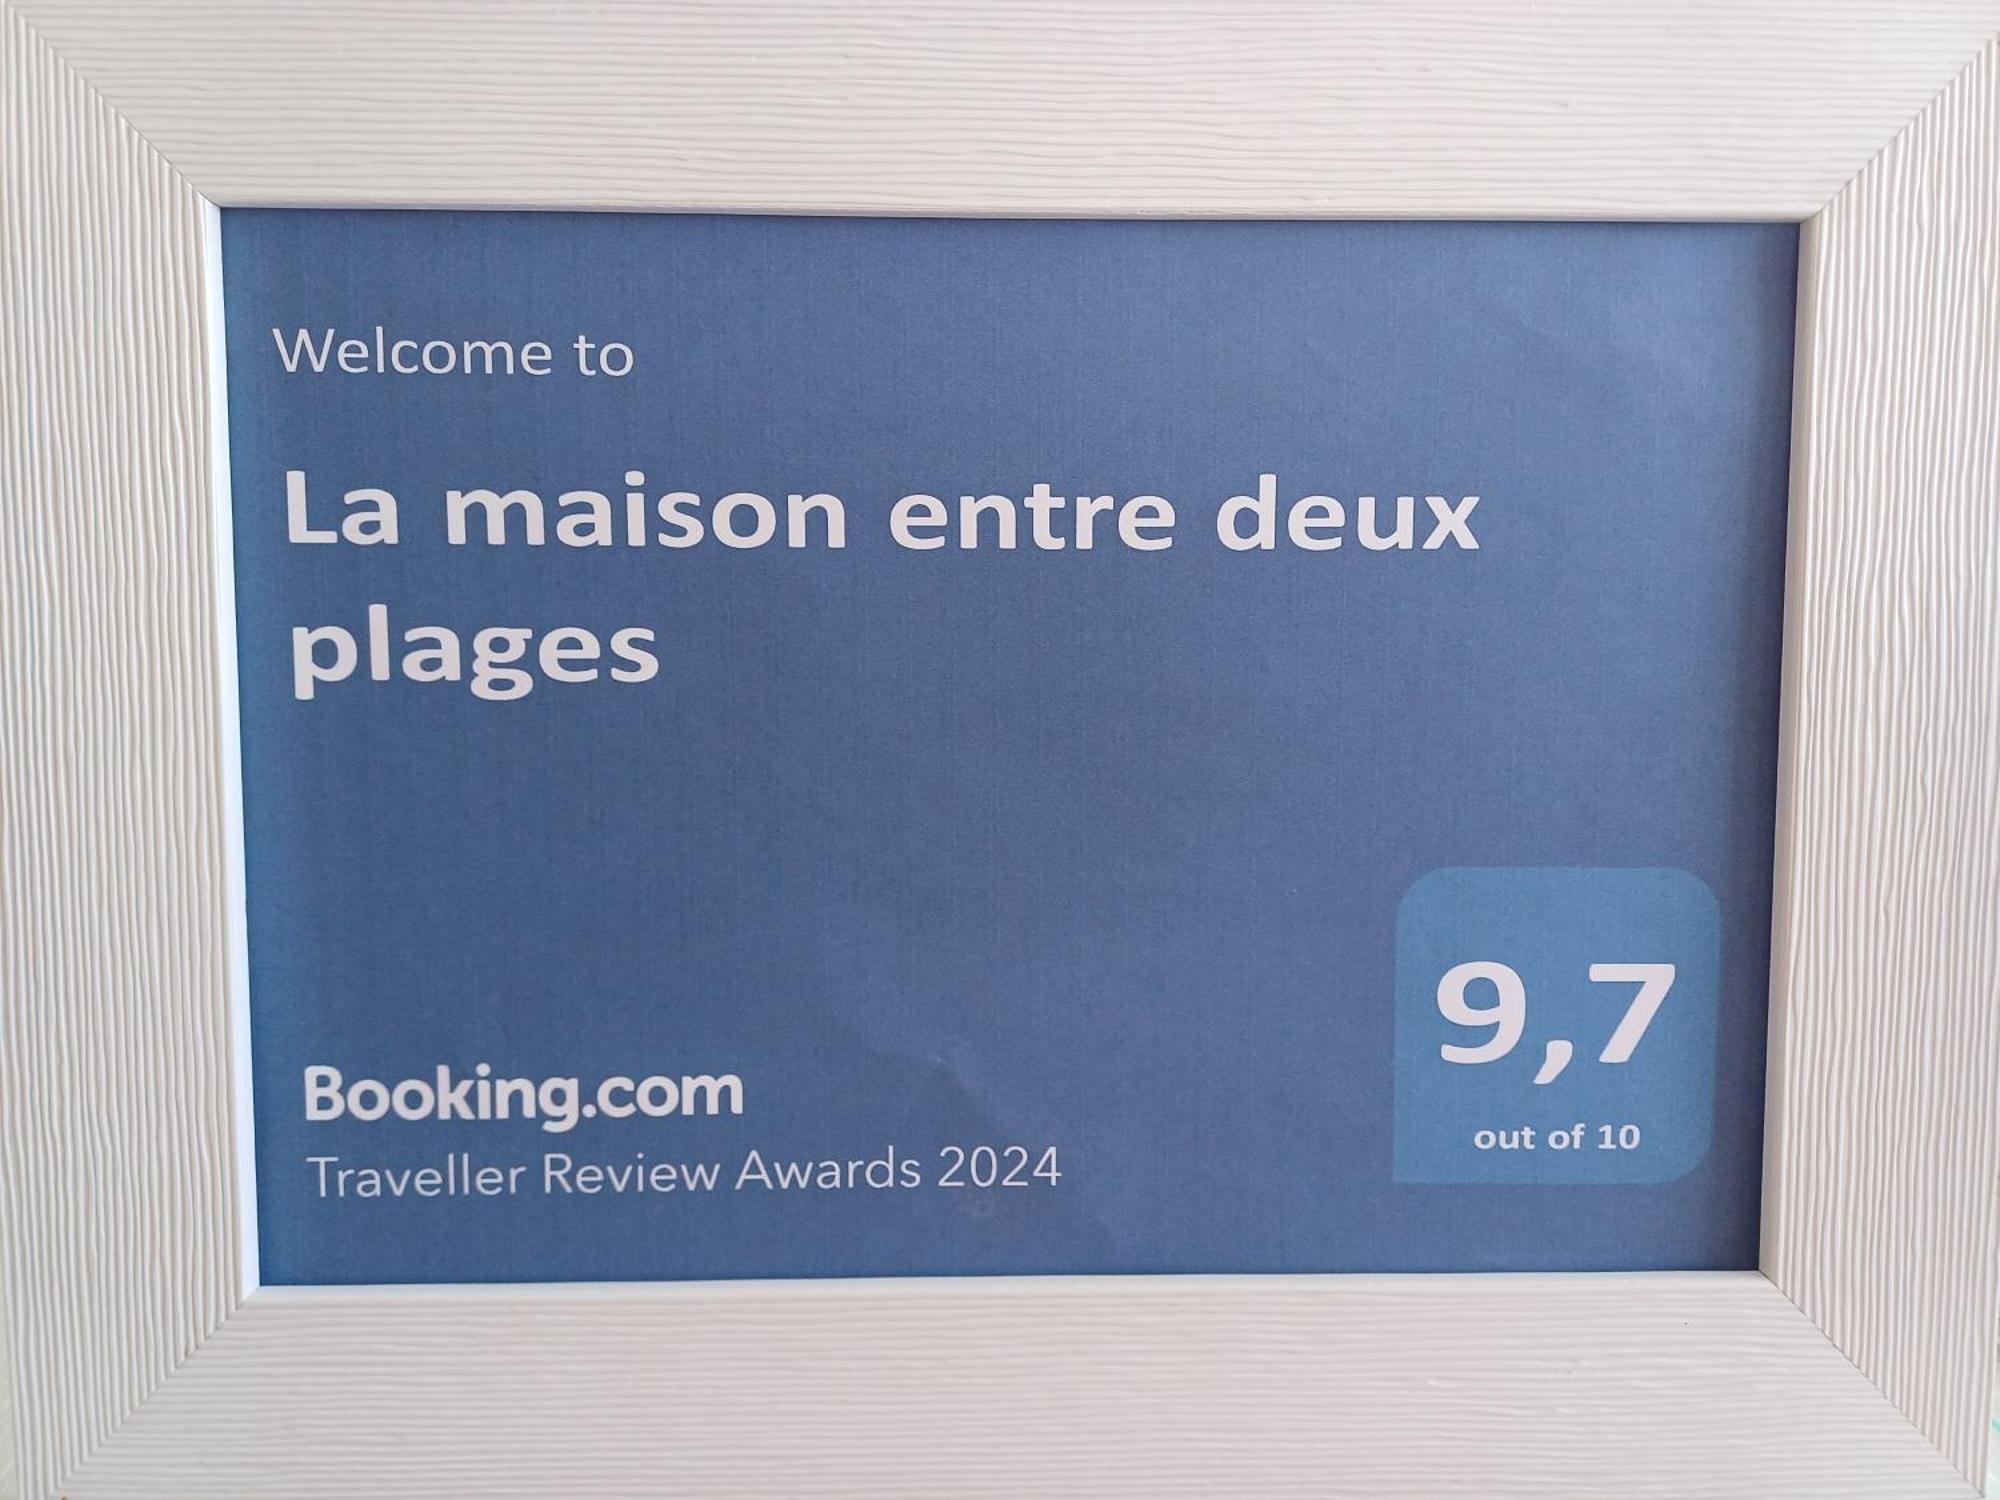 Welcome to
La maison entre deux
plages
9,7
out of 10
Booking.com
Traveller Review Awards 2024